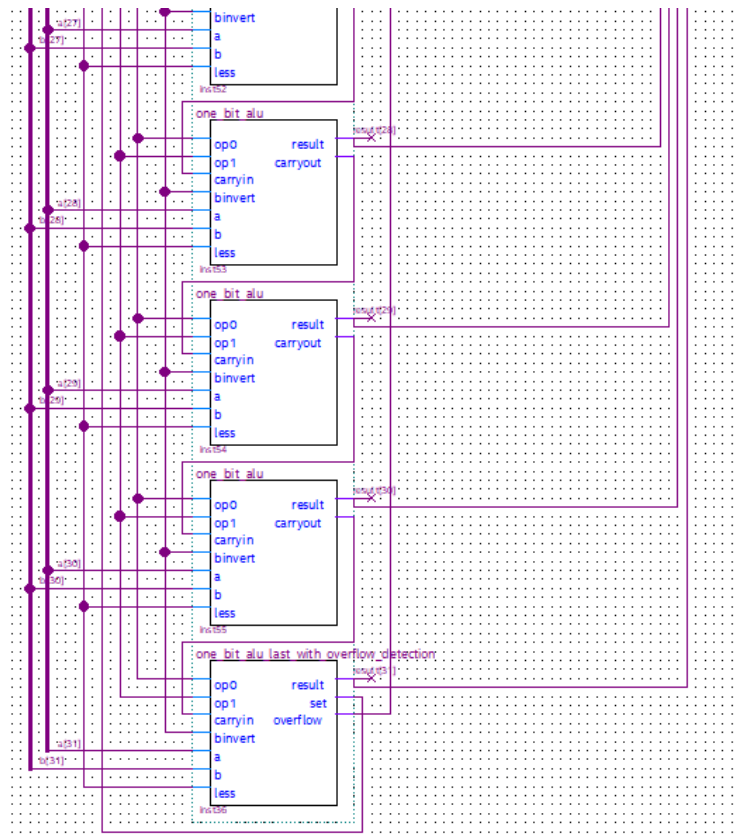 a[27]
b[27]
binvert
a
b
less
inst52
one_bit_alu
op0 result
result[28]
op1 carryout
carryin
binvert
a[28]
a
b[28]
b
less
inst53
one_bit_alu
op0 result
result[29]
op1 carryout
carryin
binvert
a[29]
a
b[29]
b
less
inst54
one_bit_alu
op0 result
result[30]
op1 carryout
carryin
binvert
a[30]
a
b[30]
b
less
inst55
one_bit_alu_last_with_overflow_detection
op0 result
result[31]
op1 set
carryin overflow
binvert
a[31]
a
b[31]
b
less
inst36